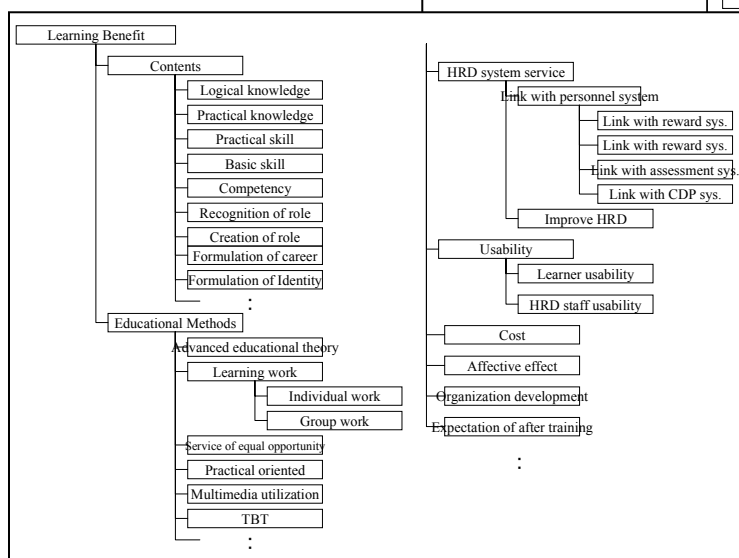 Learning Benefit
Contents
Logical knowledge
Practical knowledge
Practical skill
Basic skill
Competency
Recognition of role
Creation of role
Formulation of career
Formulation of Identity
:
Educational Methods
Advanced educational theory
Learning work
Individual work
Group work
Service of equal opportunity
Practical oriented
Multimedia utilization
TBT
:
HRD system service
Link with personnel system
Link with reward sys.
Link with reward sys.
Link with assessment sys.
Link with CDP sys.
Improve HRD
Usability
Learner usability
HRD staff usability
Cost
Affective effect
Organization development
Expectation of after training
: